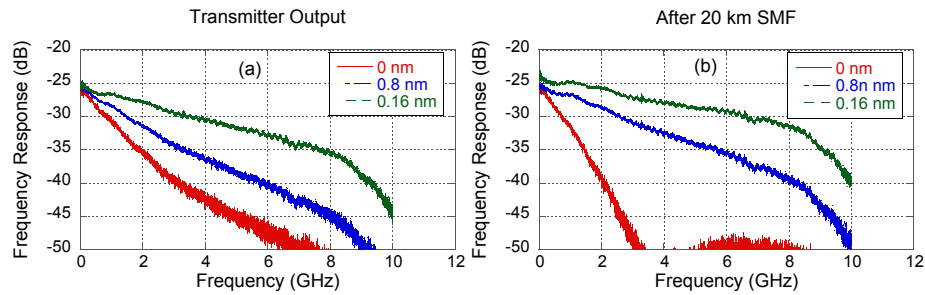 Transmitter Output
Frequency Response (dB)
-20
-25
-30
-35
-40
-45
-50
(a)
0 nm
0.8 nm
0.16 nm
0 2 4 6 8 10 12
Frequency (GHz)
After 20 km SMF
Frequency Response (dB)
-20
-25
-30
-35
-40
-45
-50
(b)
0 nm
0.8n nm
0.16 nm
0 2 4 6 8 10 12
Frequency (GHz)